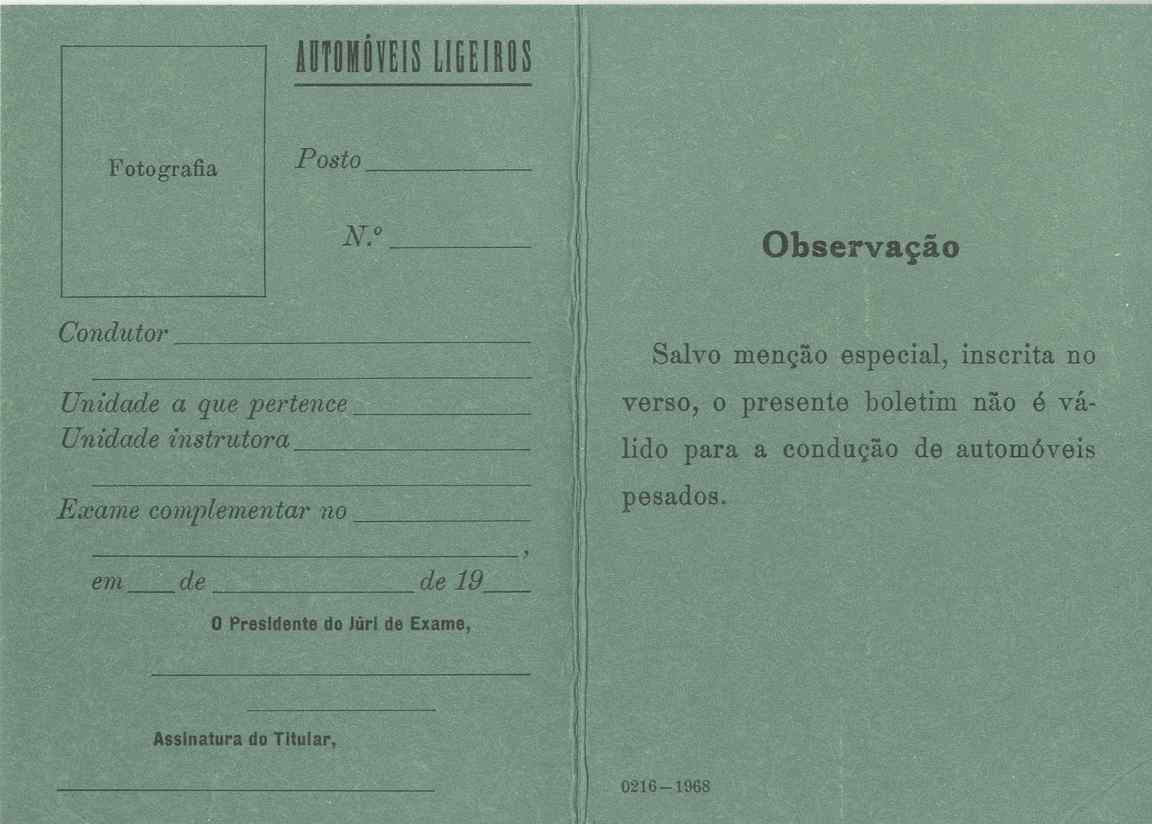 AUTOMÓVEIS LIGEIROS
Fotografia
Posto
N.º
Condutor
Unidade a que pertence
Unidade instrutora
Exame complementar no
,
em de de 19
O Presidente do Júri de Exame,
Assinatura do Titular,
Observação
Salvo menção especial, inscrita no
verso, o presente boletim não é vá-
lido para a condução de automóveis
pesados.
0216—1968